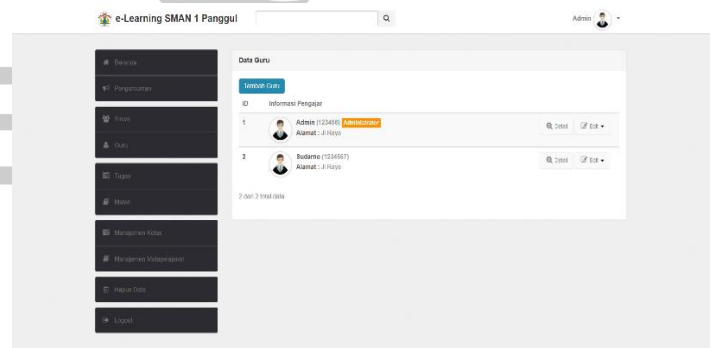 e-Learning SMAN 1 Panggul
Admin
Beranda
Pengumuman
Siswa
Guru
Tugas
Materi
Manajemen Kelas
Manajemen Matapelajaran
Hapus Data
Logout
Data Guru
Tambah Guru
ID Informasi Pengajar
1 Admin (123456) Administrator
Alamat : Jl Raya
Detail Edit
2 Sudarno (1234567)
Alamat : Jl Raya
Detail Edit
2 dari 2 total data